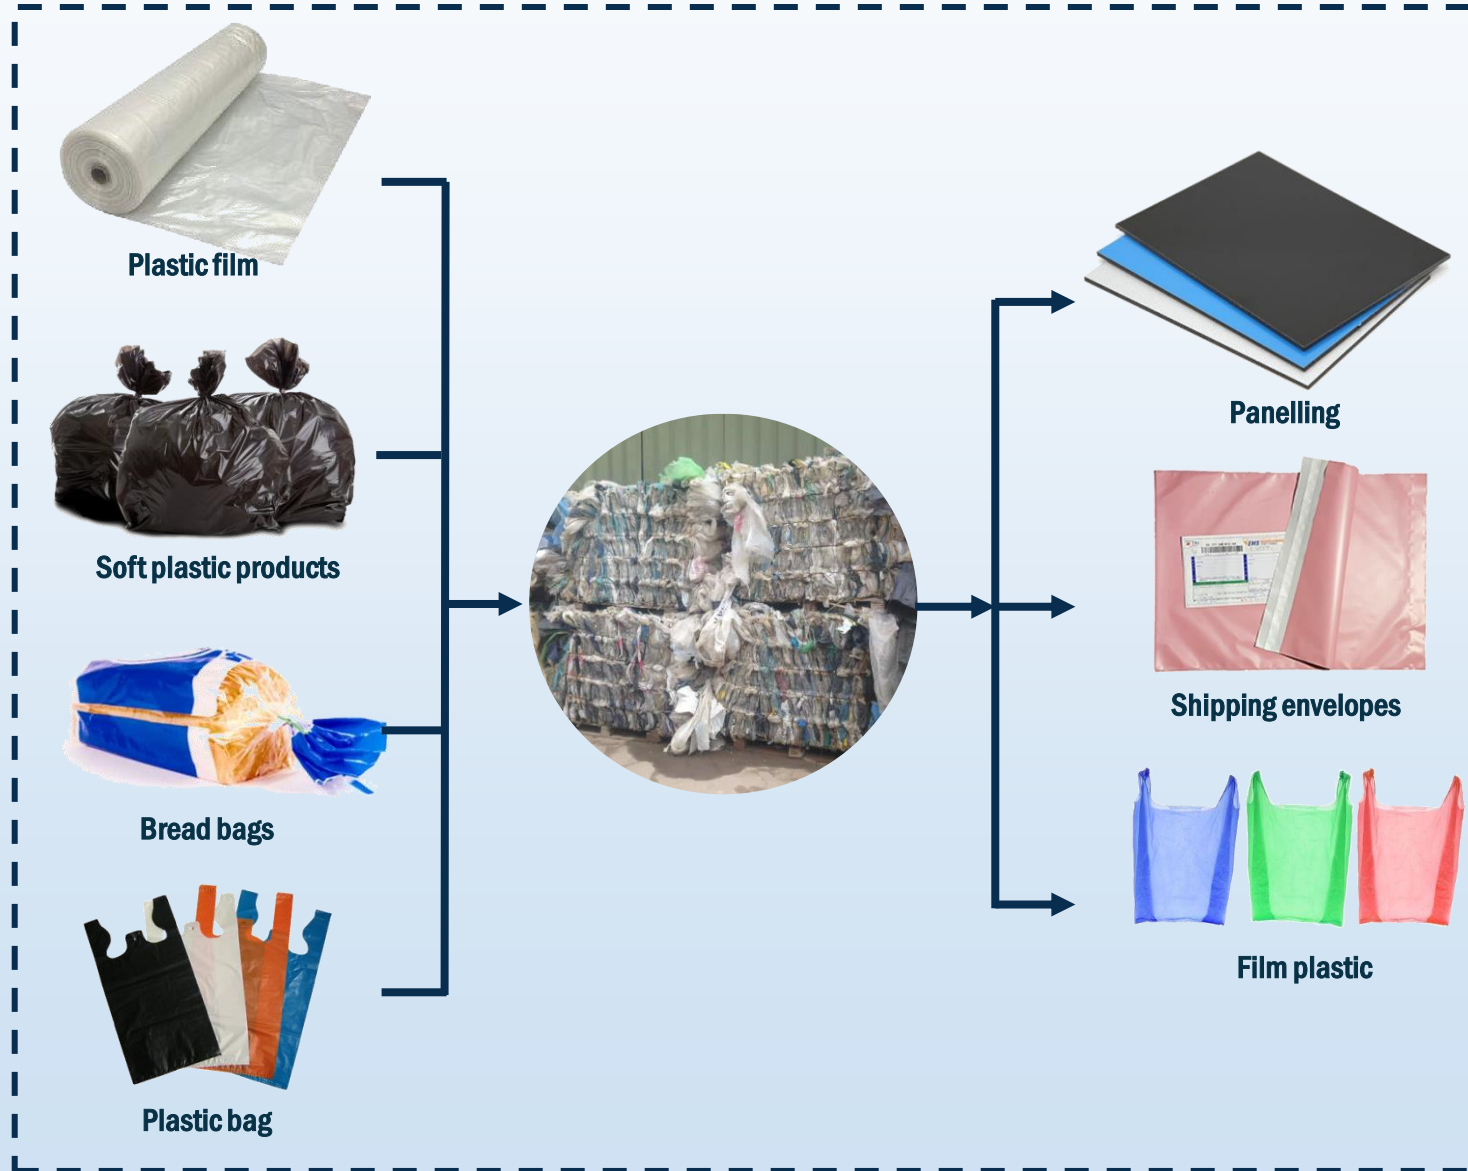 Plastic film
Soft plastic products
Bread bags
Plastic bag
Panelling
Shipping envelopes
Film plastic